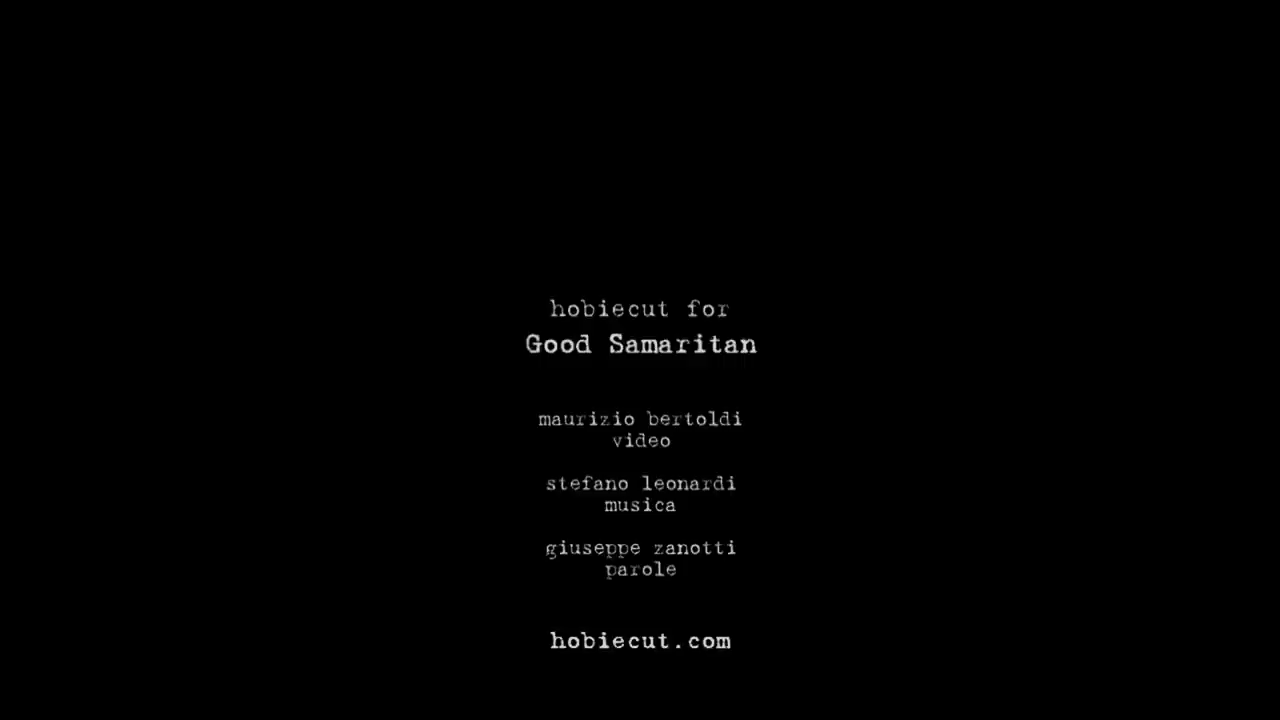 hobiecut for
Good Samaritan
maurizio bertoldi
video
stefano leonardi
musica
giuseppe zanotti
parole
hobiecut.com